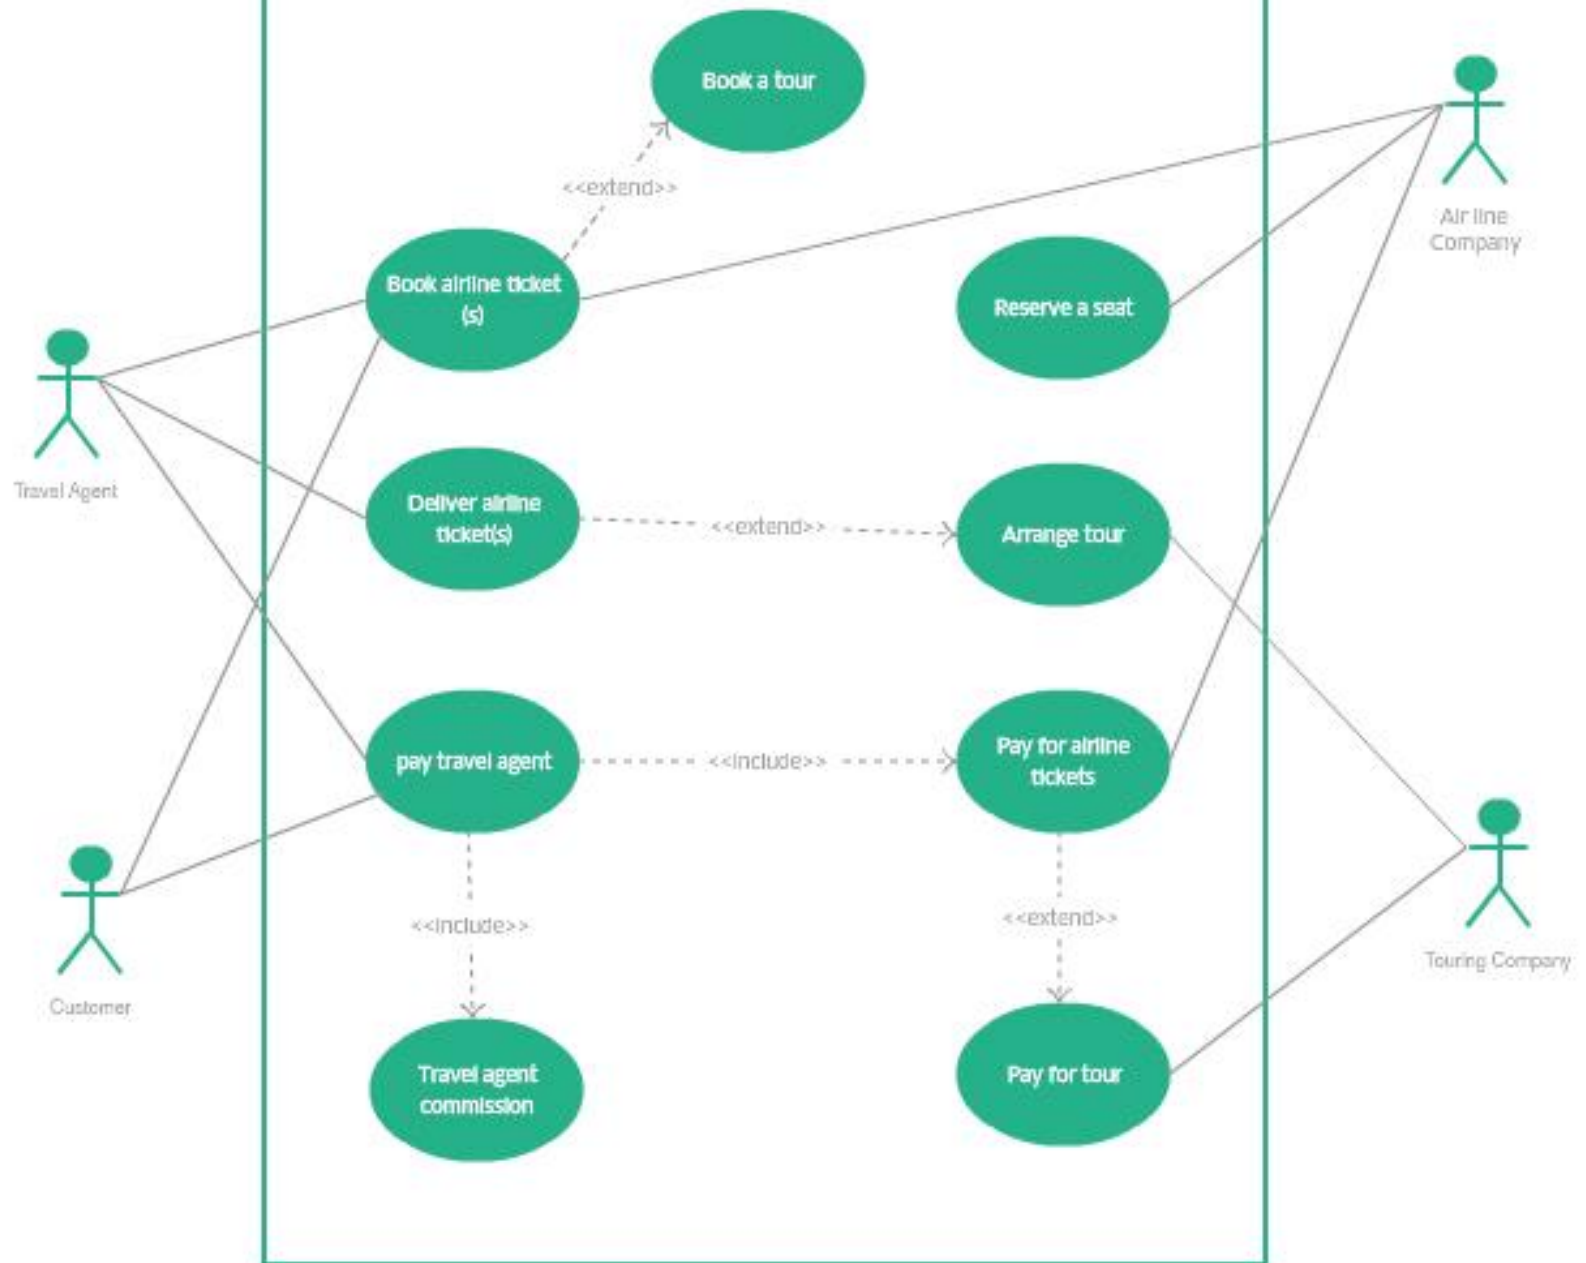 Book a tour
<<extend>>
Air line
Company
Book airline ticket
(s)
Reserve a seat
Travel Agent
Deliver airline
ticket(s)
<<extend>>
Arrange tour
pay travel agent
<<include>>
Pay for airline
tickets
<<include>>
<<extend>>
Touring Company
Customer
Travel agent
commission
Pay for tour